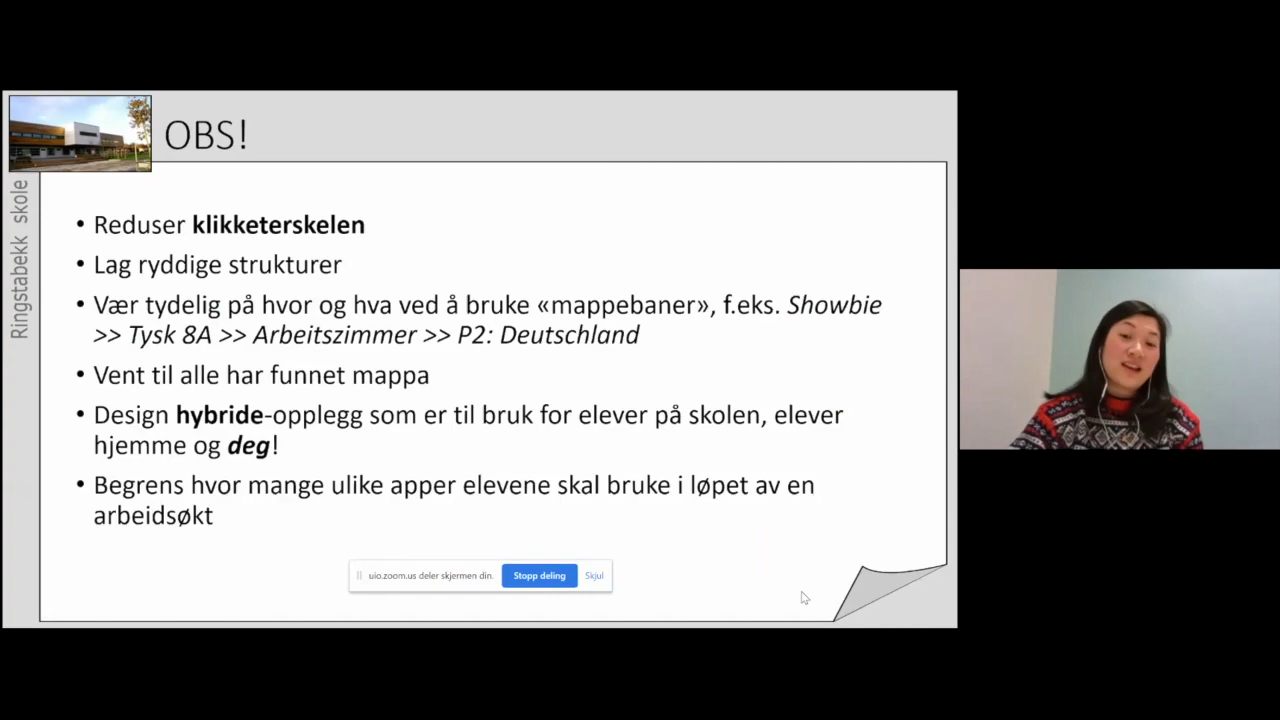 OBS!
Ringstabekk skole
• Reduser klikketerskelen
• Lag ryddige strukturer
• Vær tydelig på hvor og hva ved å bruke «mappebaner», f.eks. Showbie
>> Tysk 8A >> Arbeitszimmer >> P2: Deutschland
• Vent til alle har funnet mappa
• Design hybride-opplegg som er til bruk for elever på skolen, elever
hjemme og deg!
• Begrens hvor mange ulike apper elevene skal bruke i løpet av en
arbeidsøkt
uio.zoom.us deler skjermen din. Stopp deling Skjul